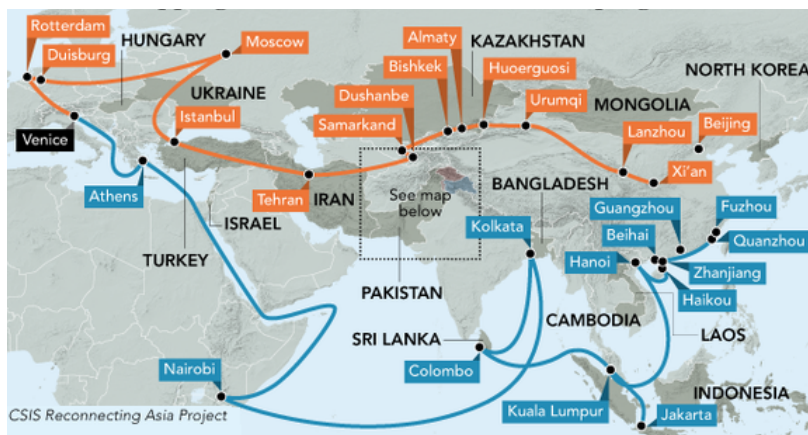 Rotterdam
Duisburg
HUNGARY
Moscow
Almaty
KAZAKHSTAN
Bishkek
Huoerguosi
NORTH KOREA
UKRAINE
Dushanbe
Urumqi
MONGOLIA
Istanbul
Samarkand
Lanzhou
Beijing
Venice
Xi'an
Athens
Tehran
IRAN
See map
below
BANGLADESH
Guangzhou
Fuzhou
ISRAEL
Kolkata
Beihai
Quanzhou
TURKEY
Hanoi
Zhanjiang
PAKISTAN
Haikou
SRI LANKA
CAMBODIA
LAOS
Nairobi
Colombo
INDONESIA
Kuala Lumpur
Jakarta
CSIS Reconnecting Asia Project